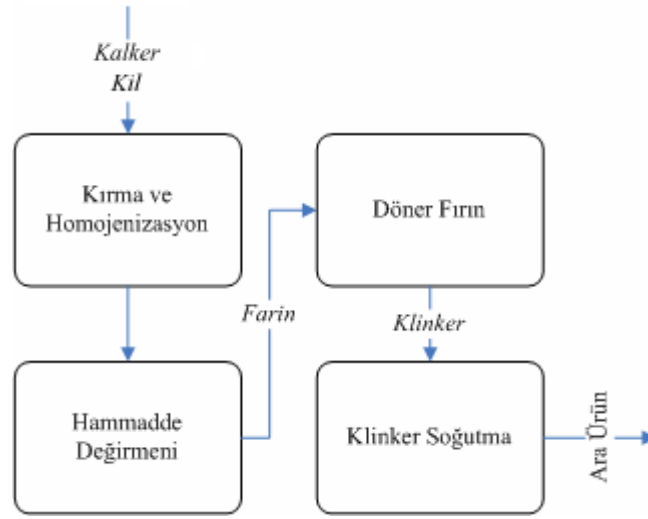 Kalker
Kil
Kırma ve
Homojenizasyon
Hammadde
Değirmeni
Farin
Döner Fırın
Klinker
Klinker Soğutma
Ara Ürün